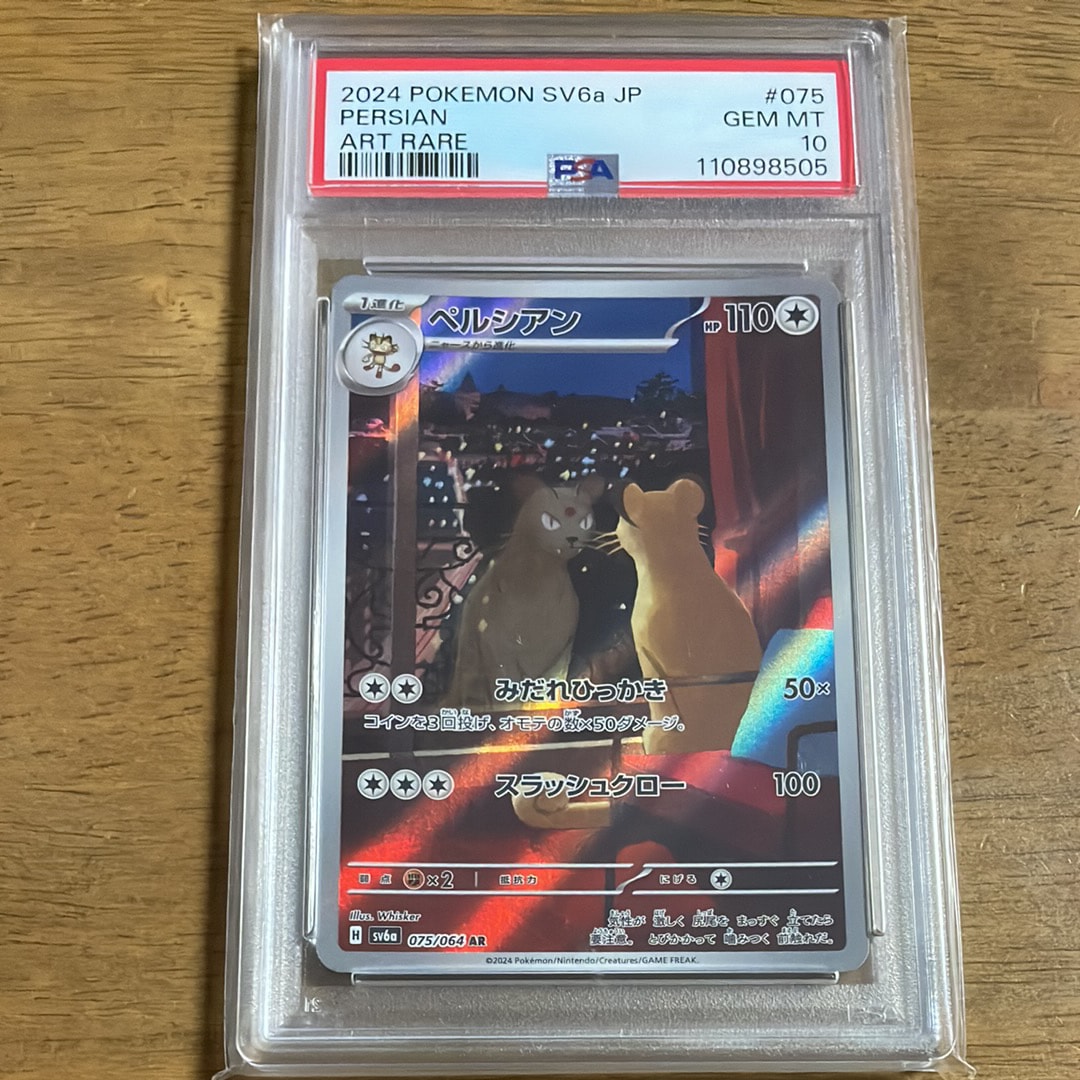 2024 POKEMON SV6a JP #075
PERSIAN GEM MT
ART RARE 10
PSA 110898505
1進化
ペルシアン HP 110
ニャースから進化
みだれひっかき 50×
コインを3回投げ、オモテの数×50ダメージ。
スラッシュクロー 100
弱点 ×2 抵抗力 にげる
Illus. Whisker
気性が 激しく 尻尾を まっすぐ 立てたら
要注意。 とびかかって 噛みつく 前触れだ。
H sv6a 075/064 AR
©2024 Pokémon/Nintendo/Creatures/GAME FREAK.